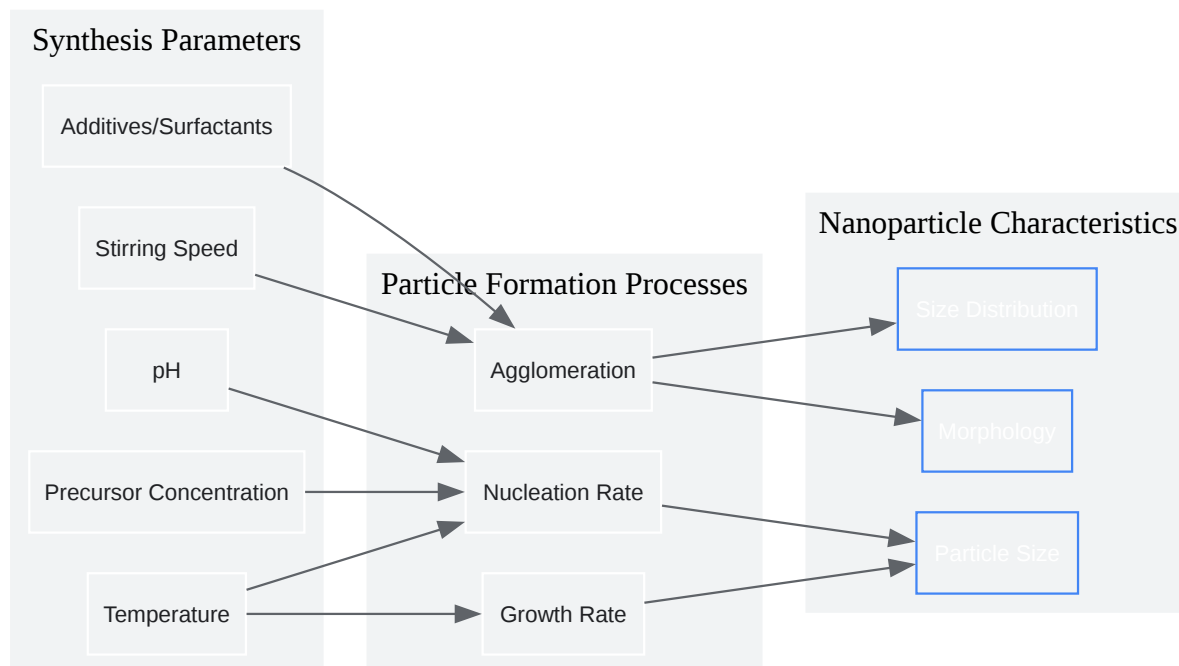 Synthesis Parameters
Additives/Surfactants
Stirring Speed
pH
Precursor Concentration
Temperature
Particle Formation Processes
Agglomeration
Nucleation Rate
Growth Rate
Nanoparticle Characteristics
Size Distribution
Morphology
Particle Size